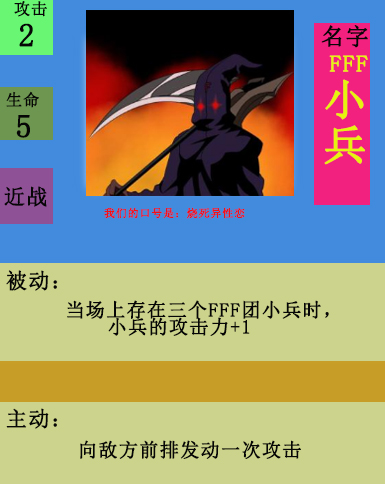 攻击
2
生命
5
近战
名字
FFF
小兵
我们的口号是：烧死异性恋
被动：
当场上存在三个FFF团小兵时，
小兵的攻击力+1
主动：
向敌方前排发动一次攻击